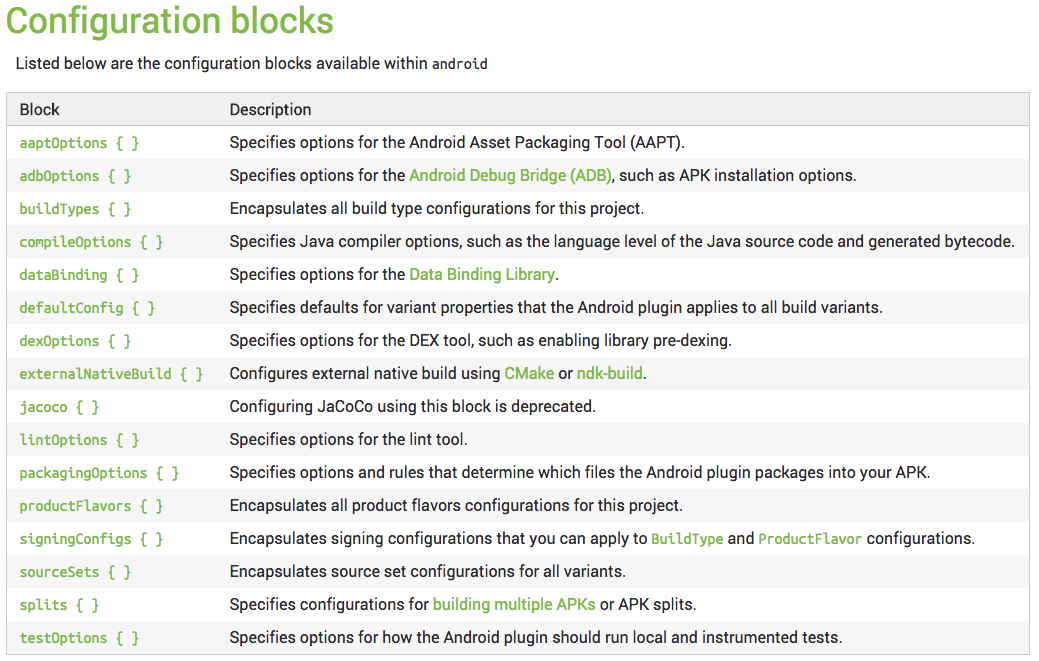 Configuration blocks
Listed below are the configuration blocks available within android
Block Description
aaptOptions { } Specifies options for the Android Asset Packaging Tool (AAPT).
adbOptions { } Specifies options for the Android Debug Bridge (ADB), such as APK installation options.
buildTypes { } Encapsulates all build type configurations for this project.
compileOptions { } Specifies Java compiler options, such as the language level of the Java source code and generated bytecode.
dataBinding { } Specifies options for the Data Binding Library.
defaultConfig { } Specifies defaults for variant properties that the Android plugin applies to all build variants.
dexOptions { } Specifies options for the DEX tool, such as enabling library pre-dexing.
externalNativeBuild { } Configures external native build using CMake or ndk-build.
jacoco { } Configuring JaCoCo using this block is deprecated.
lintOptions { } Specifies options for the lint tool.
packagingOptions { } Specifies options and rules that determine which files the Android plugin packages into your APK.
productFlavors { } Encapsulates all product flavors configurations for this project.
signingConfigs { } Encapsulates signing configurations that you can apply to BuildType and ProductFlavor configurations.
sourceSets { } Encapsulates source set configurations for all variants.
splits { } Specifies configurations for building multiple APKs or APK splits.
testOptions { } Specifies options for how the Android plugin should run local and instrumented tests.